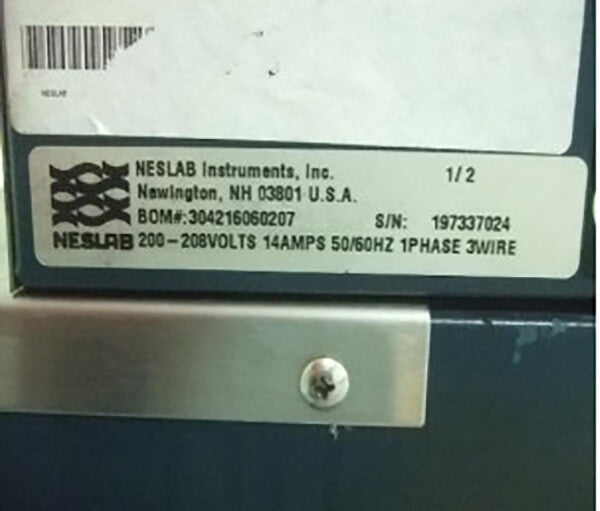 NESLAB
NESLAB Instruments, Inc. 1/2
Newington, NH 03801 U.S.A.
BOM#:304216060207 S/N: 197337024
NESLAB 200-208VOLTS 14AMPS 50/60HZ 1PHASE 3WIRE